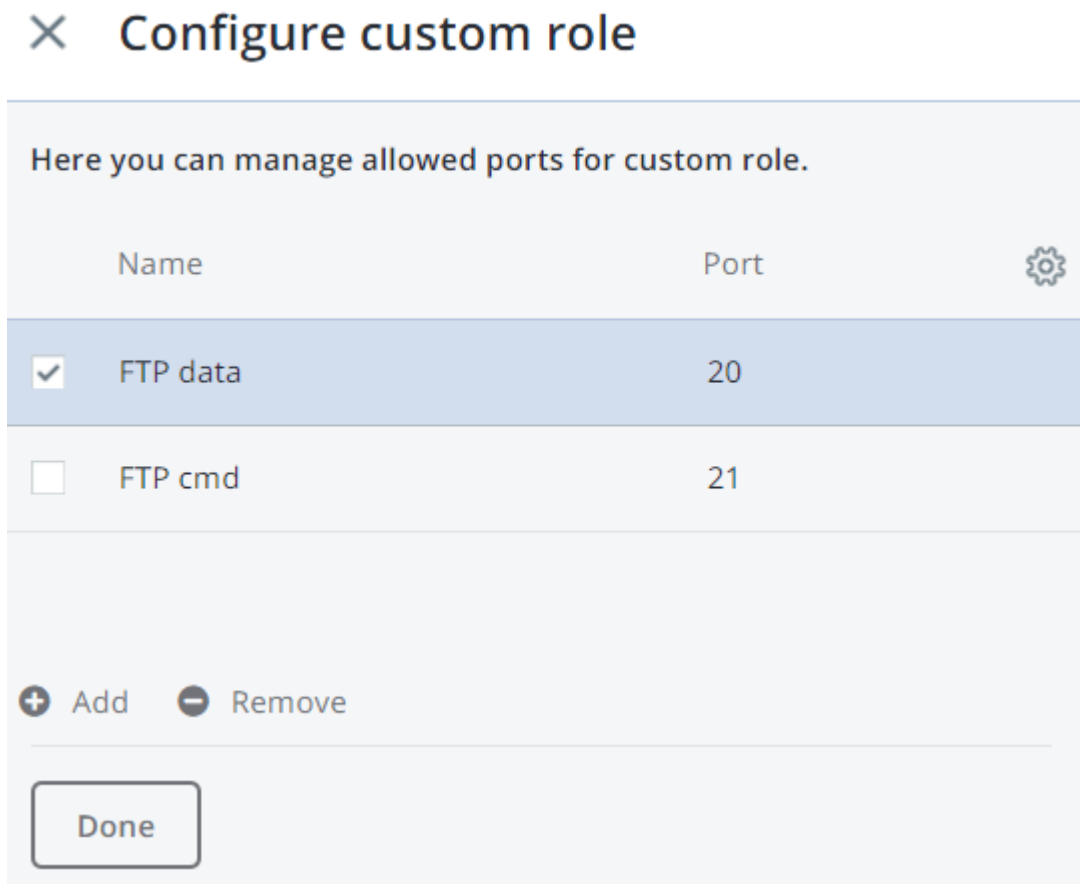 Configure custom role
Here you can manage allowed ports for custom role.
Name Port
FTP data 20
FTP cmd 21
Add Remove
Done